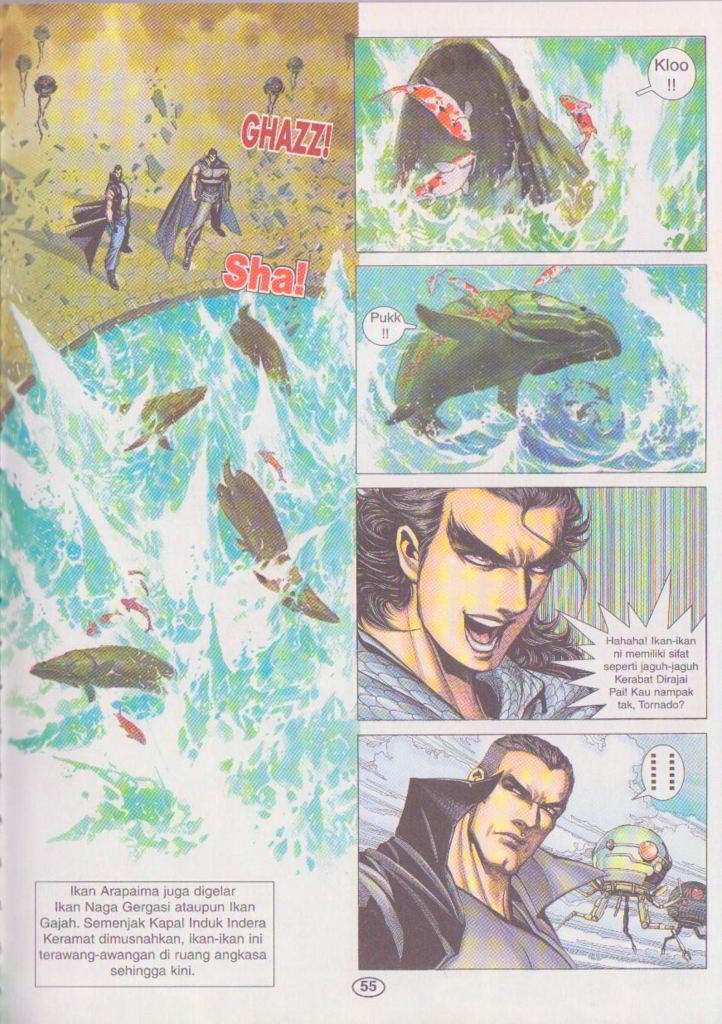 GHAZZ!
Sha!
Ikan Arapaima juga digelar
Ikan Naga Gergasi ataupun Ikan
Gajah. Semenjak Kapal Induk Indera
Keramat dimusnahkan, ikan-ikan ini
terawang-awangan di ruang angkasa
sehingga kini.
Kloo
!!
Pukk
!!
Hahaha! Ikan-ikan
ni memiliki sifat
seperti jaguh-jaguh
Kerabat Dirajai
Pai! Kau nampak
tak, Tornado?
!! !!
55